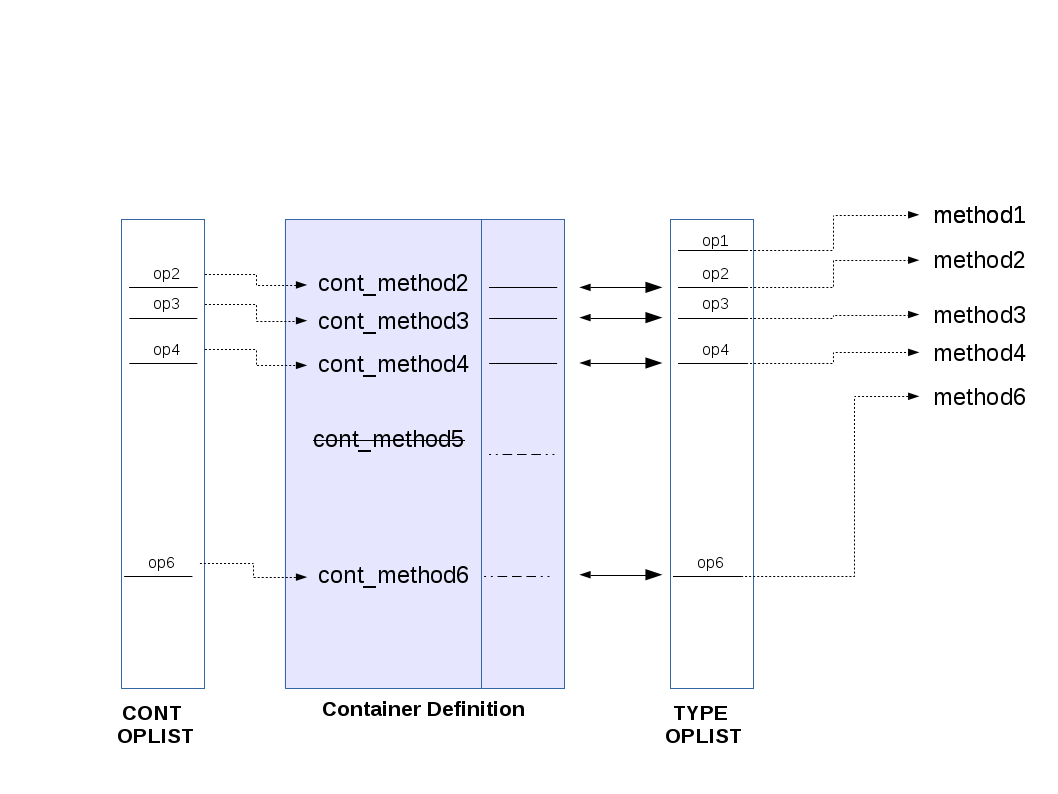 op2
op3
op4
op6
CONT
OPLIST
cont_method2
cont_method3
cont_method4
cont_method5
cont_method6
Container Definition
op1
op2
op3
op4
op6
TYPE
OPLIST
method1
method2
method3
method4
method6